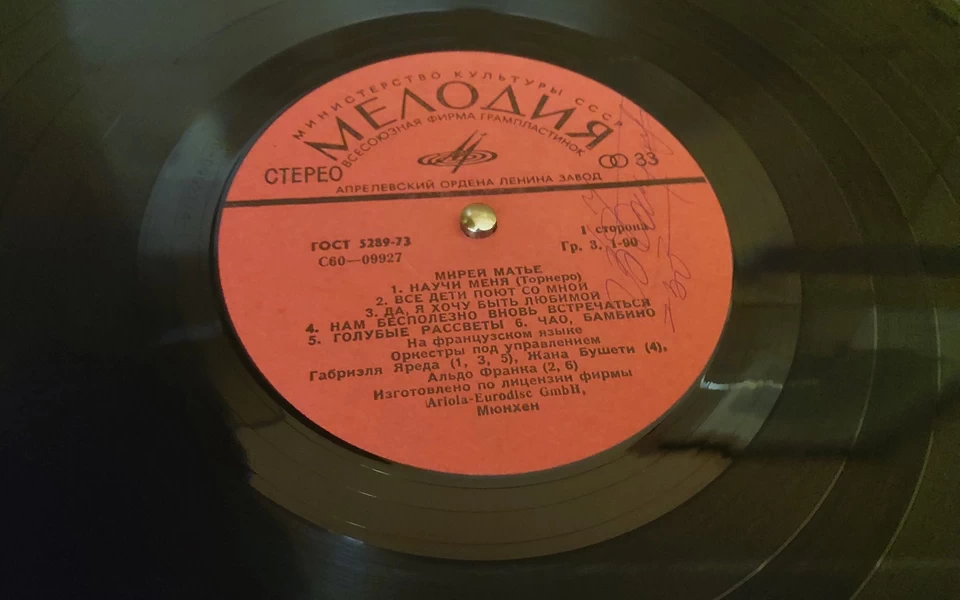 МИНИСТЕРСТВО КУЛЬТУРЫ СССР
МЕЛОДИЯ
ВСЕСОЮЗНАЯ ФИРМА ГРАМПЛАСТИНОК
СТЕРЕО
33
АПРЕЛЕВСКИЙ ОРДЕНА ЛЕНИНА ЗАВОД
ГОСТ 5289-73
1 сторона
С60—09927
Гр. 3. 1-90
МИРЕЙ МАТЬЕ
1. НАУЧИ МЕНЯ (Торнеро)
2. ВСЕ ДЕТИ ПОЮТ СО МНОЙ
3. ДА, Я ХОЧУ БЫТЬ ЛЮБИМОЙ
4. НАМ БЕСПОЛЕЗНО ВНОВЬ ВСТРЕЧАТЬСЯ
5. ГОЛУБЫЕ РАССВЕТЫ 6. ЧАО, БАМБИНО
На французском языке
Оркестры под управлением
Габриэля Яреда (1, 3, 5), Жана Бушети (4),
Альдо Франка (2, 6)
Изготовлено по лицензии фирмы
Ariola-Eurodisc GmbH,
Мюнхен